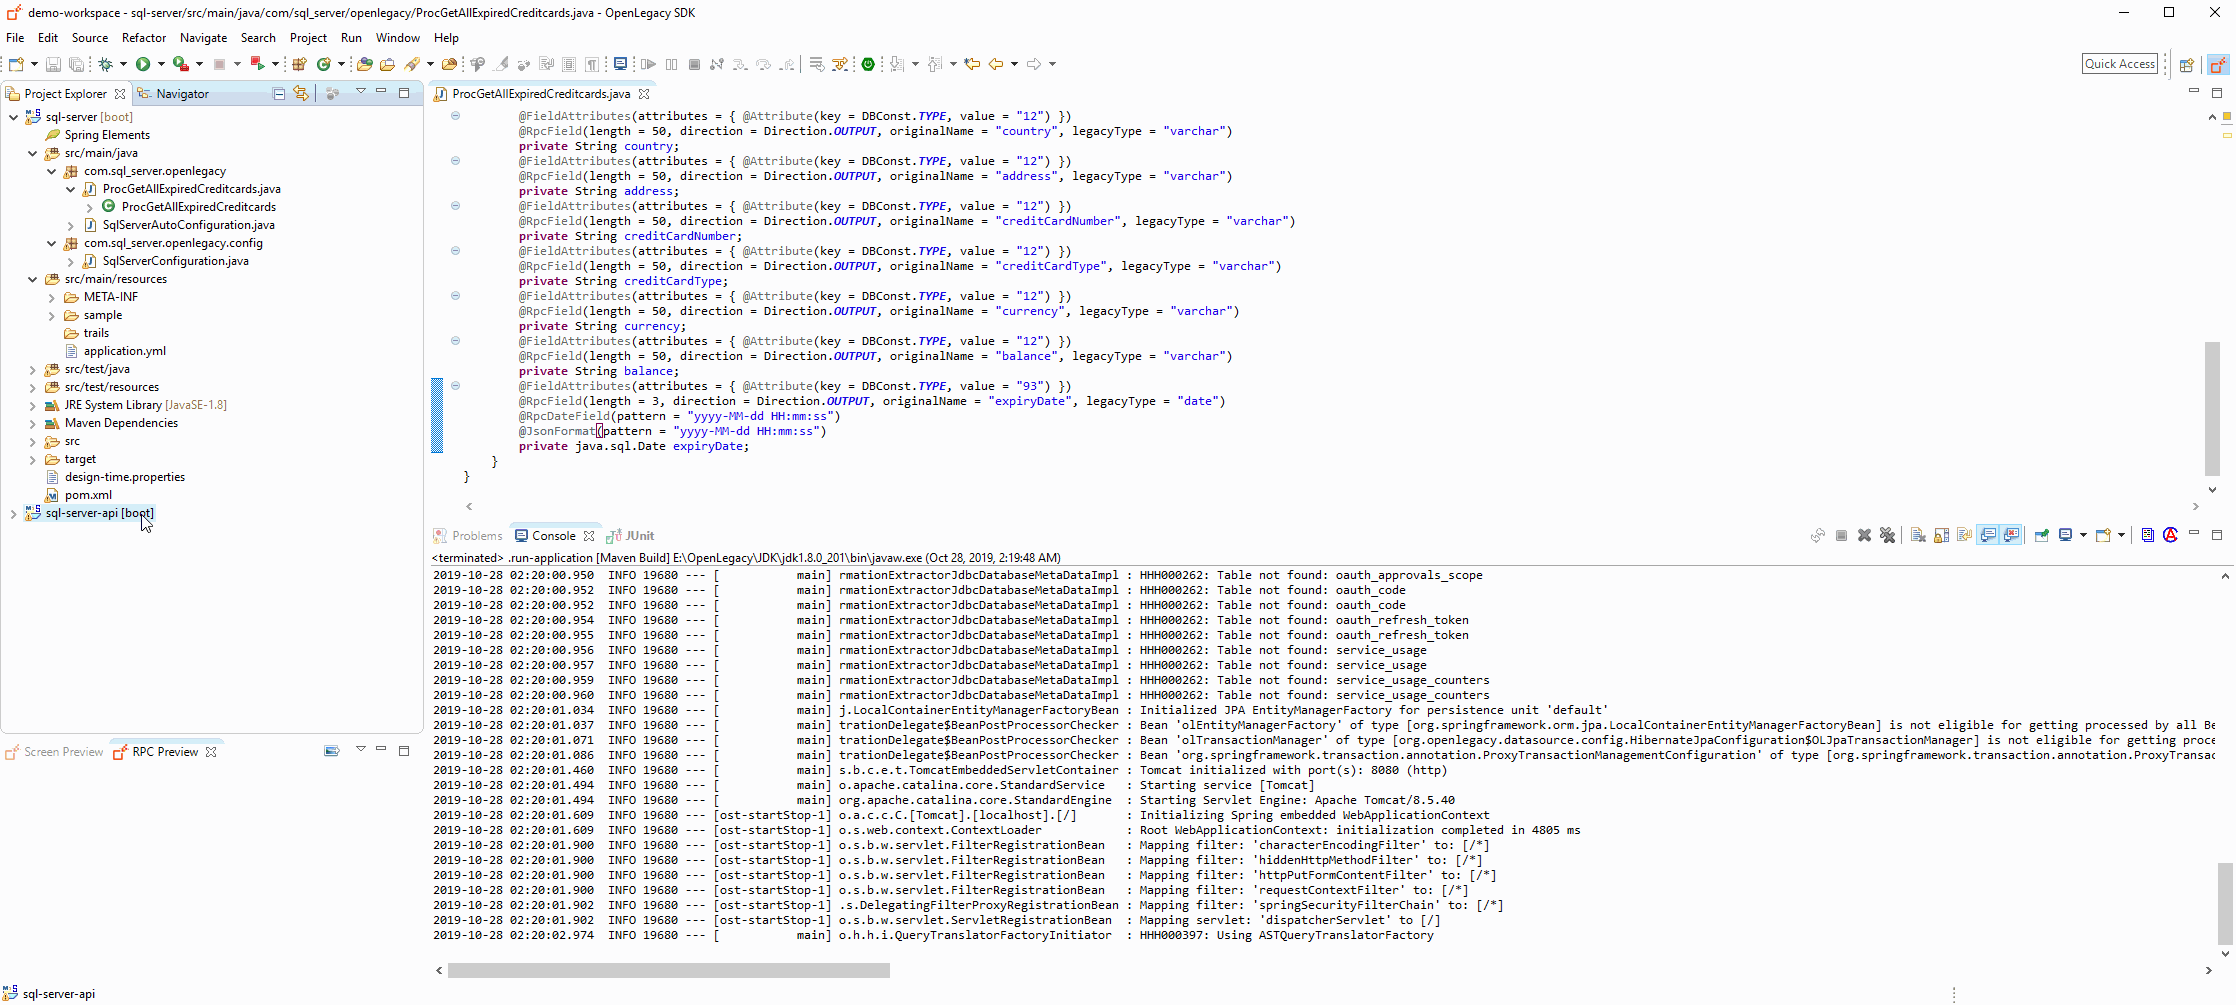 demo-workspace - sql-server/src/main/java/com/sql_server/openlegacy/ProcGetAllExpiredCreditcards.java - OpenLegacy SDK
File Edit Source Refactor Navigate Search Project Run Window Help
Quick Access
Project Explorer Navigator
sql-server [boot]
Spring Elements
src/main/java
com.sql_server.openlegacy
ProcGetAllExpiredCreditcards.java
ProcGetAllExpiredCreditcards
SqlServerAutoConfiguration.java
com.sql_server.openlegacy.config
SqlServerConfiguration.java
src/main/resources
META-INF
sample
trails
application.yml
src/test/java
src/test/resources
JRE System Library [JavaSE-1.8]
Maven Dependencies
src
target
design-time.properties
pom.xml
sql-server-api [boot]
Screen Preview RPC Preview
ProcGetAllExpiredCreditcards.java
@FieldAttributes(attributes = { @Attribute(key = DBConst.TYPE, value = "12") })
@RpcField(length = 50, direction = Direction.OUTPUT, originalName = "country", legacyType = "varchar")
private String country;
@FieldAttributes(attributes = { @Attribute(key = DBConst.TYPE, value = "12") })
@RpcField(length = 50, direction = Direction.OUTPUT, originalName = "address", legacyType = "varchar")
private String address;
@FieldAttributes(attributes = { @Attribute(key = DBConst.TYPE, value = "12") })
@RpcField(length = 50, direction = Direction.OUTPUT, originalName = "creditCardNumber", legacyType = "varchar")
private String creditCardNumber;
@FieldAttributes(attributes = { @Attribute(key = DBConst.TYPE, value = "12") })
@RpcField(length = 50, direction = Direction.OUTPUT, originalName = "creditCardType", legacyType = "varchar")
private String creditCardType;
@FieldAttributes(attributes = { @Attribute(key = DBConst.TYPE, value = "12") })
@RpcField(length = 50, direction = Direction.OUTPUT, originalName = "currency", legacyType = "varchar")
private String currency;
@FieldAttributes(attributes = { @Attribute(key = DBConst.TYPE, value = "12") })
@RpcField(length = 50, direction = Direction.OUTPUT, originalName = "balance", legacyType = "varchar")
private String balance;
@FieldAttributes(attributes = { @Attribute(key = DBConst.TYPE, value = "93") })
@RpcField(length = 3, direction = Direction.OUTPUT, originalName = "expiryDate", legacyType = "date")
@RpcDateField(pattern = "yyyy-MM-dd HH:mm:ss")
@JsonFormat(pattern = "yyyy-MM-dd HH:mm:ss")
private java.sql.Date expiryDate;
}
}
Problems Console JUnit
<terminated> .run-application [Maven Build] E:\OpenLegacy\JDK\jdk1.8.0_201\bin\javaw.exe (Oct 28, 2019, 2:19:48 AM)
2019-10-28 02:20:00.950 INFO 19680 --- [ main] rmationExtractorJdbcDatabaseMetaDataImpl : HHH000262: Table not found: oauth_approvals_scope
2019-10-28 02:20:00.952 INFO 19680 --- [ main] rmationExtractorJdbcDatabaseMetaDataImpl : HHH000262: Table not found: oauth_code
2019-10-28 02:20:00.952 INFO 19680 --- [ main] rmationExtractorJdbcDatabaseMetaDataImpl : HHH000262: Table not found: oauth_code
2019-10-28 02:20:00.954 INFO 19680 --- [ main] rmationExtractorJdbcDatabaseMetaDataImpl : HHH000262: Table not found: oauth_refresh_token
2019-10-28 02:20:00.955 INFO 19680 --- [ main] rmationExtractorJdbcDatabaseMetaDataImpl : HHH000262: Table not found: oauth_refresh_token
2019-10-28 02:20:00.956 INFO 19680 --- [ main] rmationExtractorJdbcDatabaseMetaDataImpl : HHH000262: Table not found: service_usage
2019-10-28 02:20:00.957 INFO 19680 --- [ main] rmationExtractorJdbcDatabaseMetaDataImpl : HHH000262: Table not found: service_usage
2019-10-28 02:20:00.959 INFO 19680 --- [ main] rmationExtractorJdbcDatabaseMetaDataImpl : HHH000262: Table not found: service_usage_counters
2019-10-28 02:20:00.960 INFO 19680 --- [ main] rmationExtractorJdbcDatabaseMetaDataImpl : HHH000262: Table not found: service_usage_counters
2019-10-28 02:20:01.034 INFO 19680 --- [ main] j.LocalContainerEntityManagerFactoryBean : Initialized JPA EntityManagerFactory for persistence unit 'default'
2019-10-28 02:20:01.037 INFO 19680 --- [ main] trationDelegate$BeanPostProcessorChecker : Bean 'olEntityManagerFactory' of type [org.springframework.orm.jpa.LocalContainerEntityManagerFactoryBean] is not eligible for getting processed by all Be
2019-10-28 02:20:01.071 INFO 19680 --- [ main] trationDelegate$BeanPostProcessorChecker : Bean 'olTransactionManager' of type [org.openlegacy.datasource.config.HibernateJpaConfiguration$OLJpaTransactionManager] is not eligible for getting proce
2019-10-28 02:20:01.086 INFO 19680 --- [ main] trationDelegate$BeanPostProcessorChecker : Bean 'org.springframework.transaction.annotation.ProxyTransactionManagementConfiguration' of type [org.springframework.transaction.annotation.ProxyTransac
2019-10-28 02:20:01.460 INFO 19680 --- [ main] s.b.c.e.t.TomcatEmbeddedServletContainer : Tomcat initialized with port(s): 8080 (http)
2019-10-28 02:20:01.494 INFO 19680 --- [ main] o.apache.catalina.core.StandardService : Starting service [Tomcat]
2019-10-28 02:20:01.494 INFO 19680 --- [ main] org.apache.catalina.core.StandardEngine : Starting Servlet Engine: Apache Tomcat/8.5.40
2019-10-28 02:20:01.609 INFO 19680 --- [ost-startStop-1] o.a.c.c.C.[Tomcat].[localhost].[/] : Initializing Spring embedded WebApplicationContext
2019-10-28 02:20:01.609 INFO 19680 --- [ost-startStop-1] o.s.web.context.ContextLoader : Root WebApplicationContext: initialization completed in 4805 ms
2019-10-28 02:20:01.900 INFO 19680 --- [ost-startStop-1] o.s.b.w.servlet.FilterRegistrationBean : Mapping filter: 'characterEncodingFilter' to: [/*]
2019-10-28 02:20:01.900 INFO 19680 --- [ost-startStop-1] o.s.b.w.servlet.FilterRegistrationBean : Mapping filter: 'hiddenHttpMethodFilter' to: [/*]
2019-10-28 02:20:01.900 INFO 19680 --- [ost-startStop-1] o.s.b.w.servlet.FilterRegistrationBean : Mapping filter: 'httpPutFormContentFilter' to: [/*]
2019-10-28 02:20:01.900 INFO 19680 --- [ost-startStop-1] o.s.b.w.servlet.FilterRegistrationBean : Mapping filter: 'requestContextFilter' to: [/*]
2019-10-28 02:20:01.902 INFO 19680 --- [ost-startStop-1] .s.DelegatingFilterProxyRegistrationBean : Mapping filter: 'springSecurityFilterChain' to: [/*]
2019-10-28 02:20:01.902 INFO 19680 --- [ost-startStop-1] o.s.b.w.servlet.ServletRegistrationBean : Mapping servlet: 'dispatcherServlet' to [/]
2019-10-28 02:20:02.974 INFO 19680 --- [ main] o.h.h.i.QueryTranslatorFactoryInitiator : HHH000397: Using ASTQueryTranslatorFactory
sql-server-api